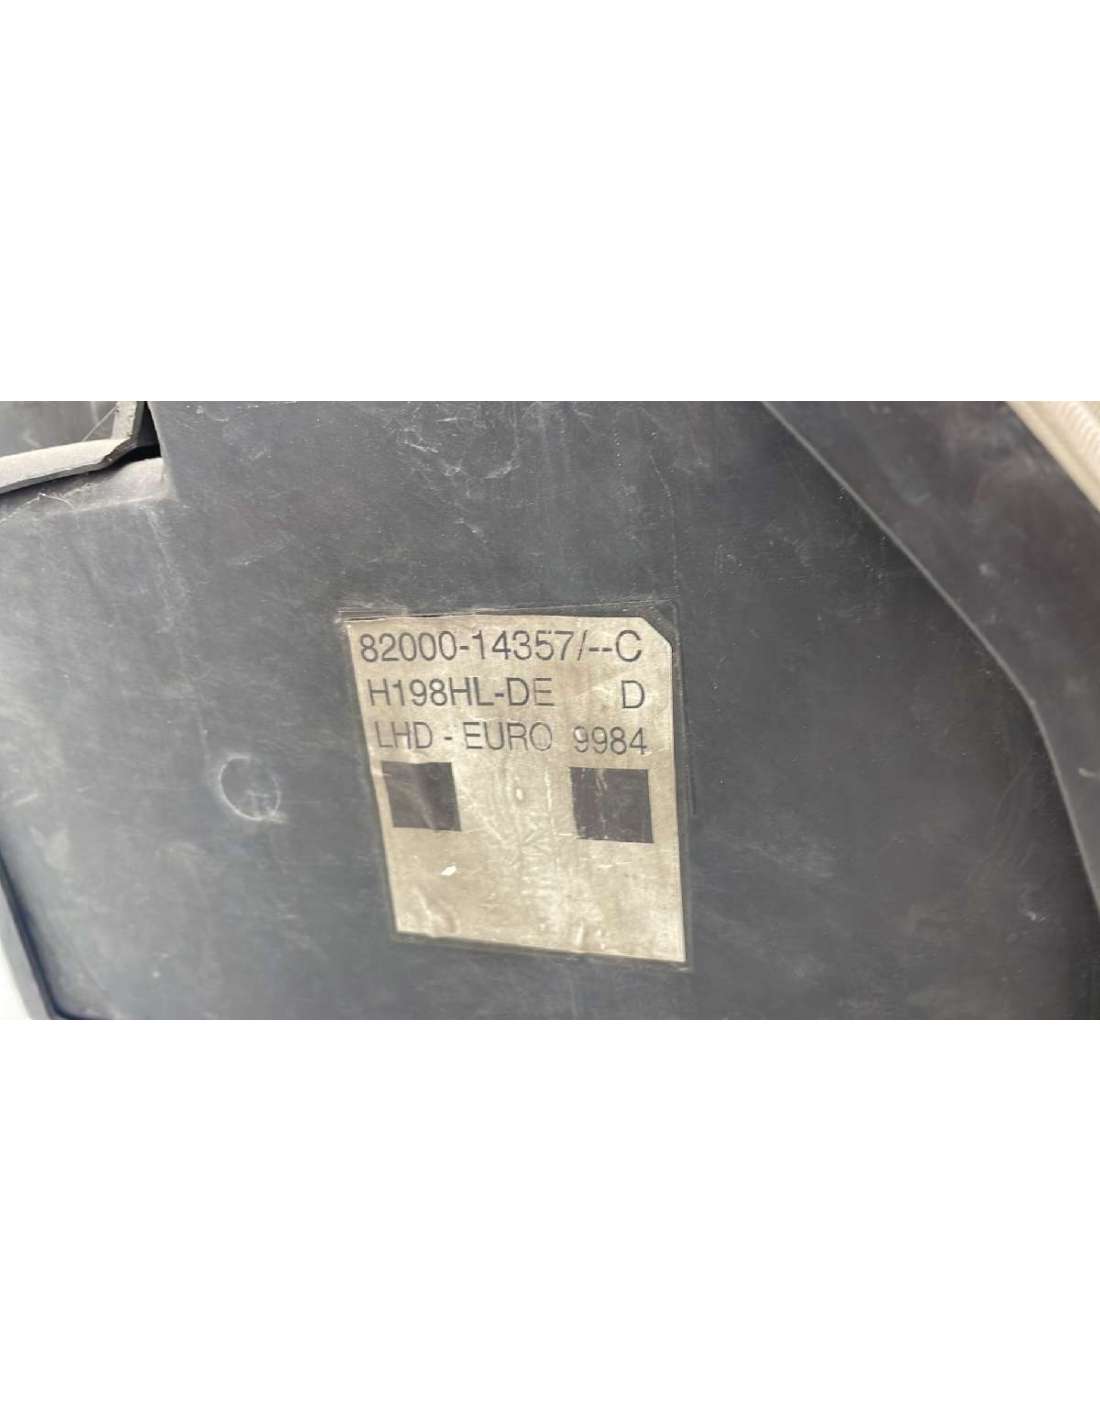 82000-14357/--C
H198HL-DE D
LHD - EURO 9984